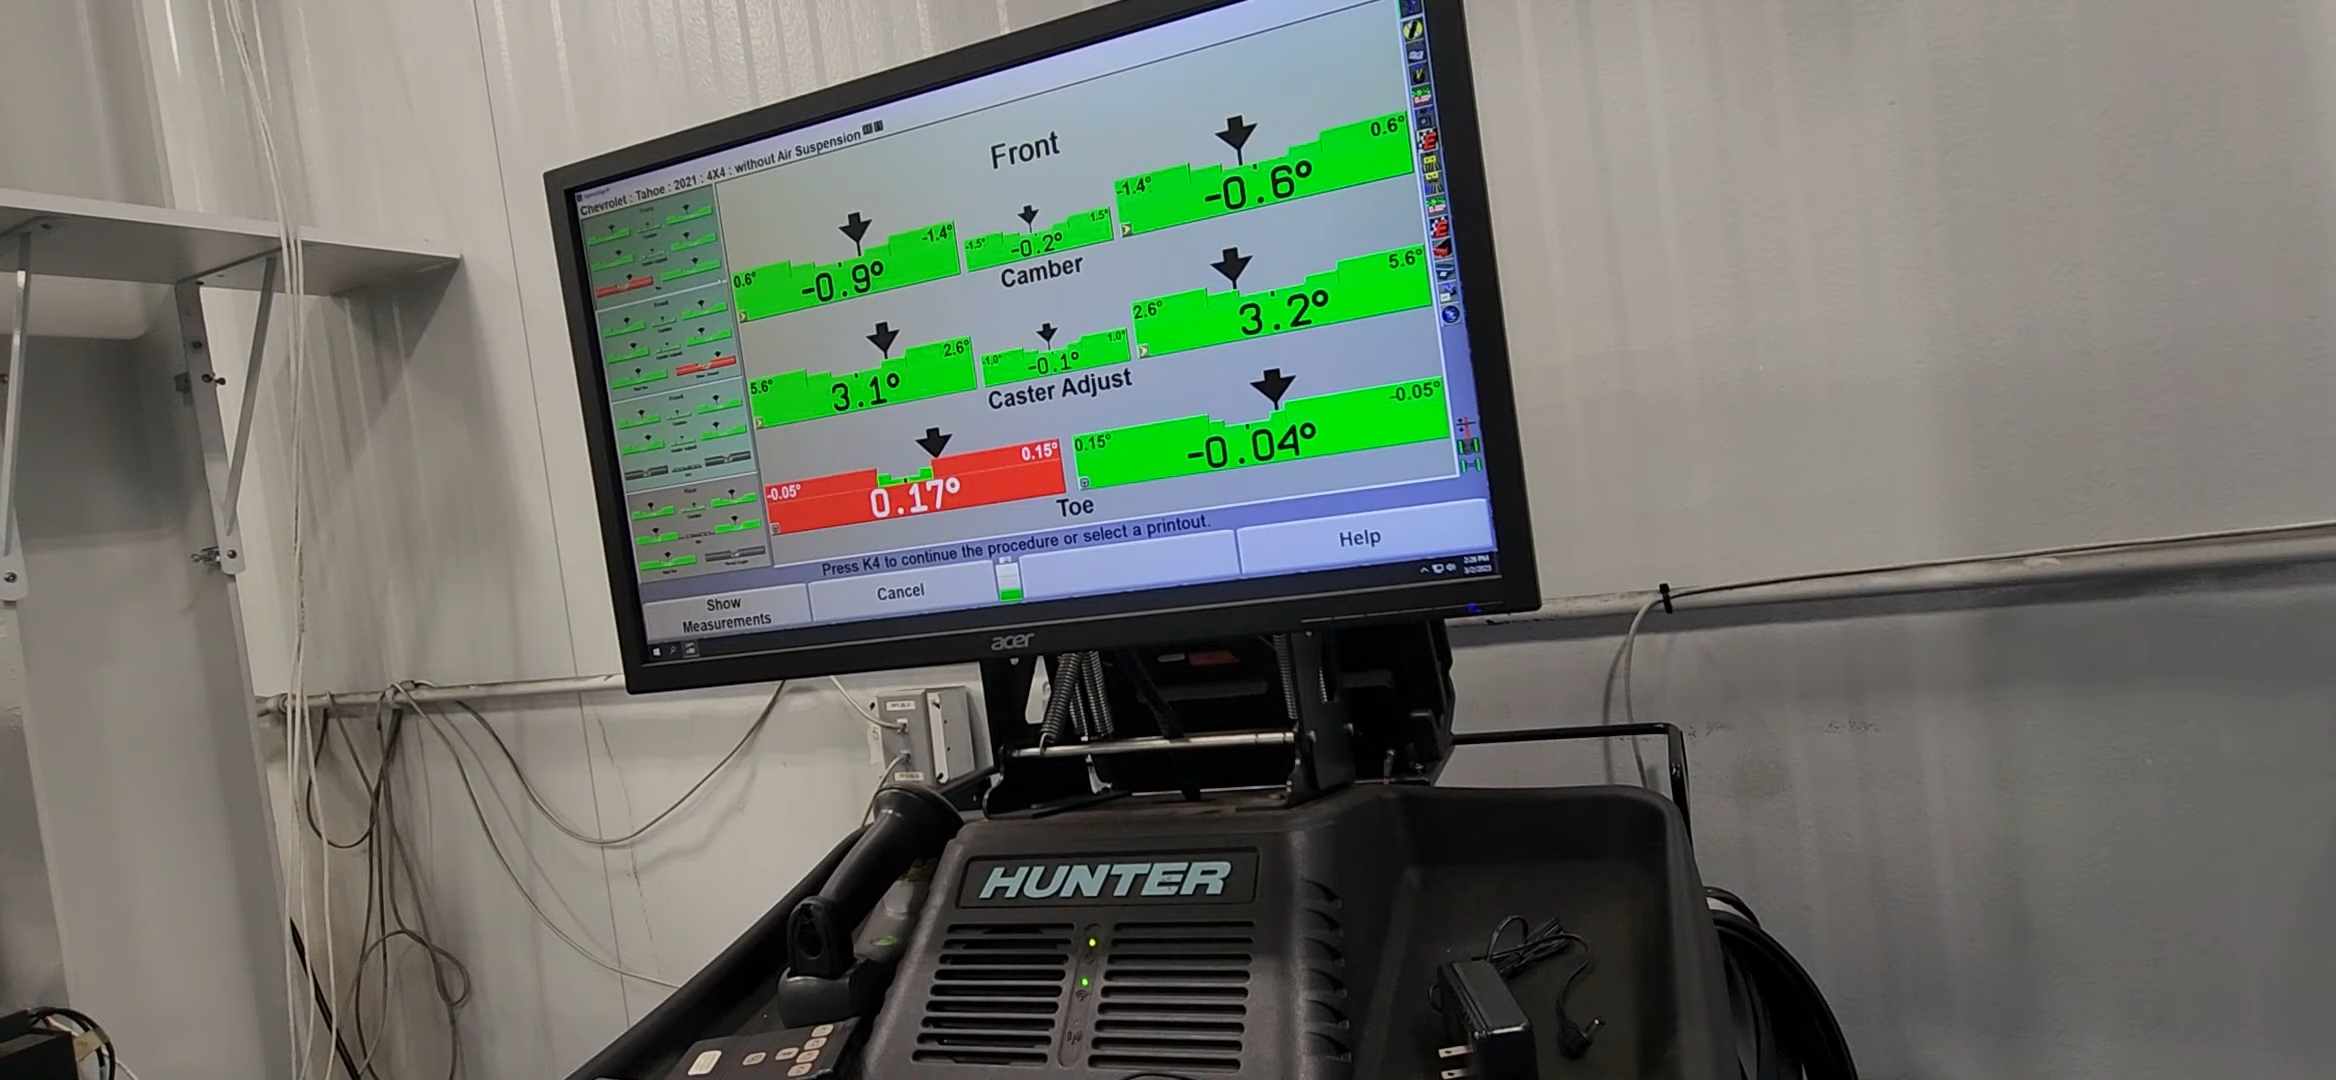 Chevrolet : Tahoe : 2021 : 4X4 : without Air Suspension
Front
0.6° -0.9° -1.4°
-1.5° -0.2° 1.5°
-1.4° -0.6° 0.6°
Camber
5.6° 3.1° 2.6°
-1.0° -0.1° 1.0°
2.6° 3.2° 5.6°
Caster Adjust
-0.05° 0.17° 0.15°
0.15° -0.04° -0.05°
Toe
Press K4 to continue the procedure or select a printout.
Show
Measurements
Cancel
Help
acer
HUNTER